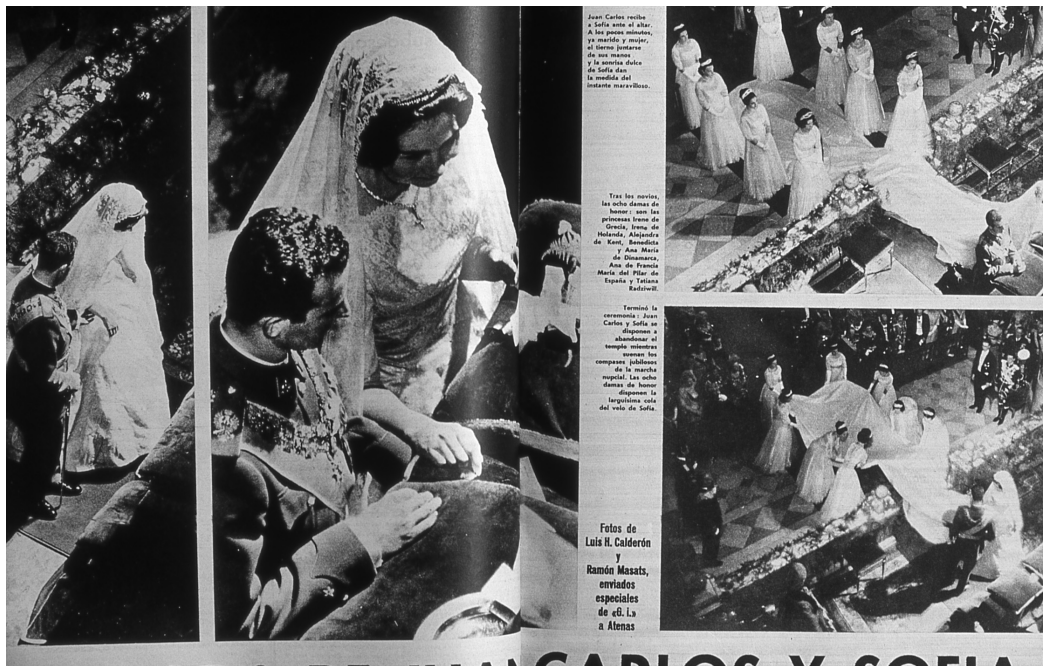 Juan Carlos recibe
a Sofía ante el altar.
A los pocos minutos,
ya marido y mujer,
el tierno juntarse
de sus manos
y la sonrisa dulce
de Sofía dan
la medida del
instante maravilloso.
Tras los novios,
las ocho damas de
honor: son las
princesas Irene de
Grecia, Irene de
Holanda, Alejandra
de Kent, Benedicta
y Ana María
de Dinamarca,
Ana de Francia
María del Pilar de
España y Tatiana
Radziwill.
Terminó la
ceremonia: Juan
Carlos y Sofía se
disponen a
abandonar el
templo mientras
suenan los
compases jubilosos
de la marcha
nupcial. Las ocho
damas de honor
disponen la
larguísima cola
del velo de Sofía.
Fotos de
Luis H. Calderón
y
Ramón Masats,
enviados
especiales
de «G. i.»
a Atenas
DE JUAN CARLOS Y SOFIA